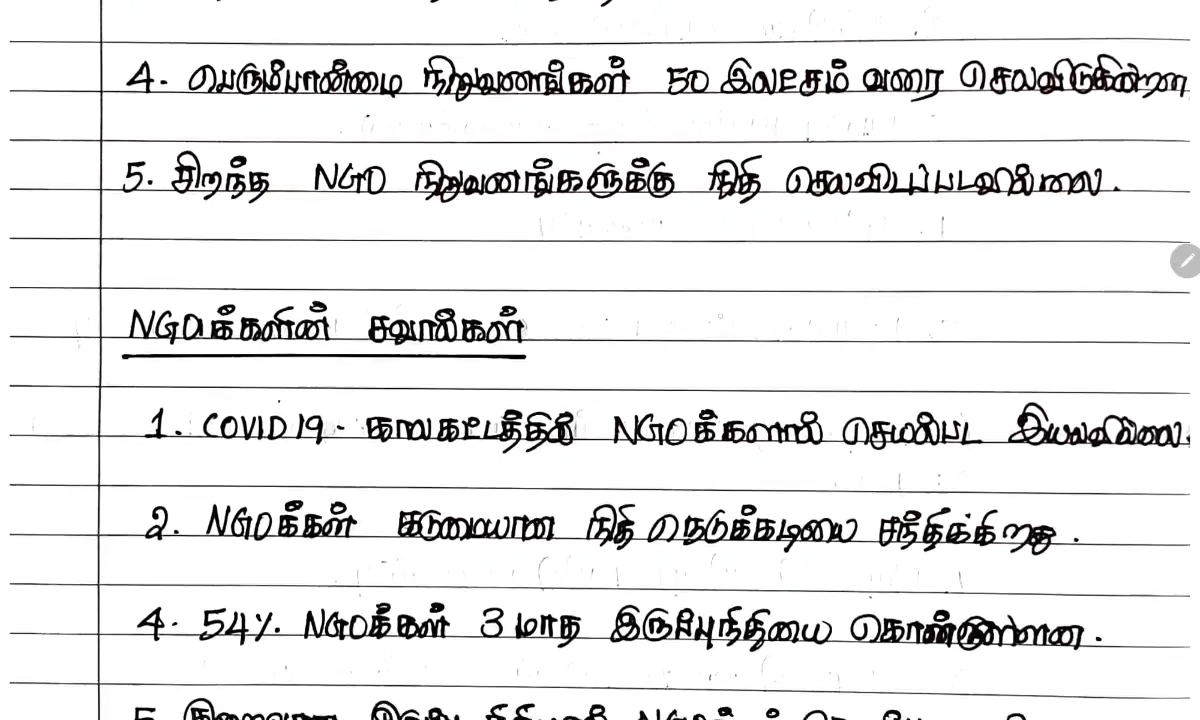 4. பெரும்பான்மை நிறுவனங்கள் 50 இலட்சம் வரை செலவிடுகின்றன
5. சிறந்த NGO நிறுவனங்களுக்கு நிதி செலவிடப்படவில்லை.
NGOக்களின் சவால்கள்
1. COVID 19 - காலகட்டத்தில் NGOக்களால் செயல்பட இயலவில்லை.
2. NGOக்கள் கடுமையான நிதி நெடுக்கடியை சந்திக்கிறது.
4. 54% NGOக்கள் 3 மாத இருப்புநிதியை கொண்டுள்ளன.
5.